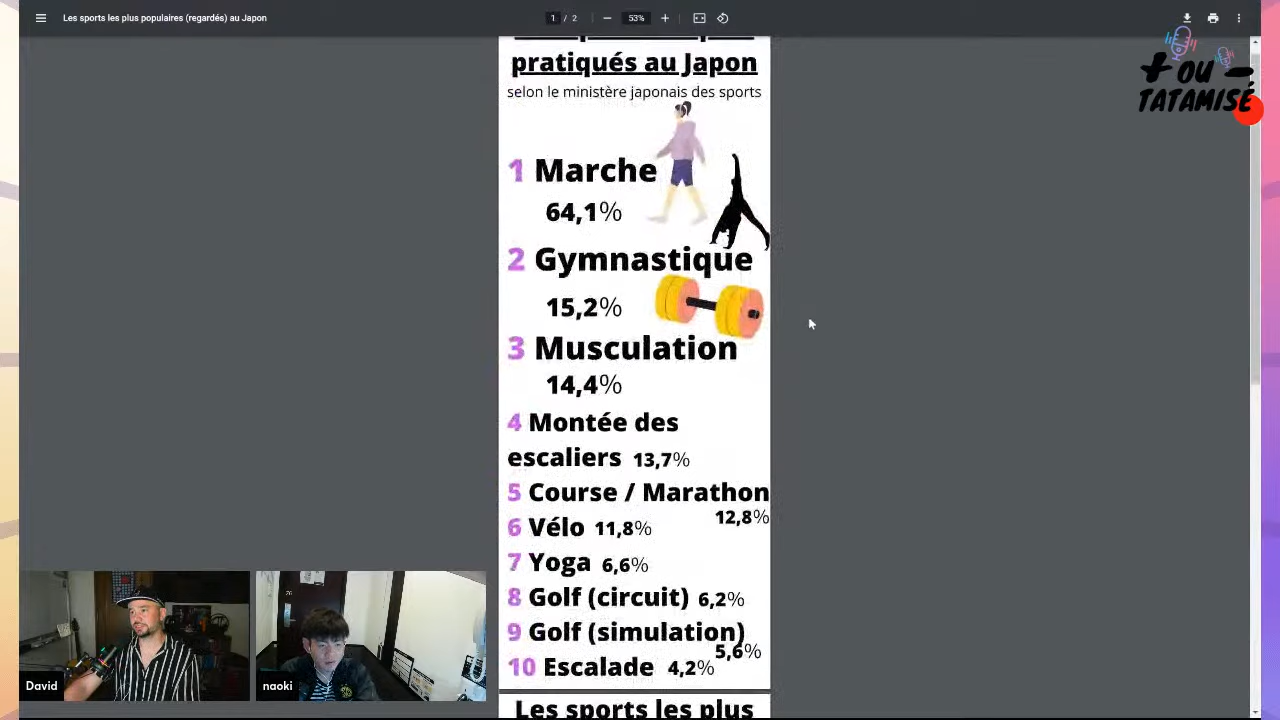 Les sports les plus populaires (regardés) au Japon
1 / 2
53%
+ OU -
TATAMISÉ
pratiqués au Japon
selon le ministère japonais des sports
1 Marche
64,1%
2 Gymnastique
15,2%
3 Musculation
14,4%
4 Montée des
escaliers 13,7%
5 Course / Marathon
12,8%
6 Vélo 11,8%
7 Yoga 6,6%
8 Golf (circuit) 6,2%
9 Golf (simulation)
5,6%
10 Escalade 4,2%
Les sports les plus
David
naoki